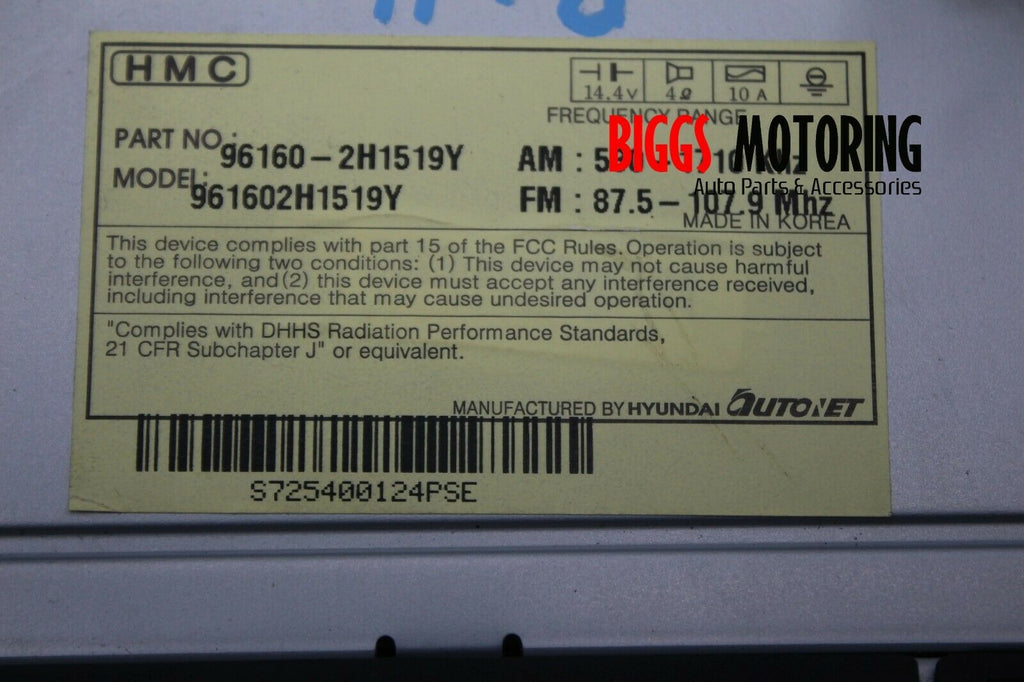 HMC
14.4V 4Ω 10 A
FREQUENCY RANGE
PART NO.: 96160-2H1519Y AM : Khz
MODEL: 961602H1519Y FM : 87.5-107.9 Mhz
MADE IN KOREA
BIGGS MOTORING
Auto Parts & Accessories
This device complies with part 15 of the FCC Rules. Operation is subject
to the following two conditions: (1) This device may not cause harmful
interference, and (2) this device must accept any interference received,
including interference that may cause undesired operation.
"Complies with DHHS Radiation Performance Standards,
21 CFR Subchapter J" or equivalent.
MANUFACTURED BY HYUNDAI AUTONET
S725400124PSE